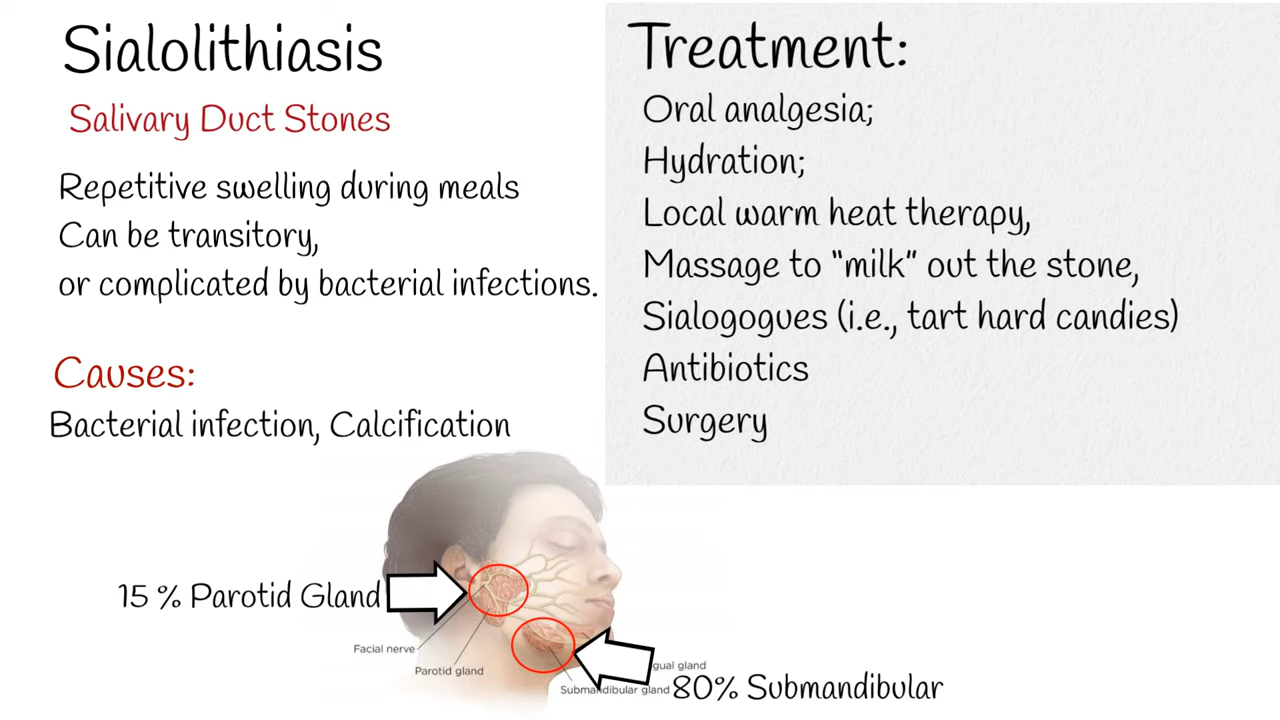 Sialolithiasis
Salivary Duct Stones
Repetitive swelling during meals
Can be transitory,
or complicated by bacterial infections.
Causes:
Bacterial infection, Calcification
Treatment:
Oral analgesia;
Hydration;
Local warm heat therapy,
Massage to "milk" out the stone,
Sialogogues (i.e., tart hard candies)
Antibiotics
Surgery
15 % Parotid Gland
Facial nerve
Parotid gland
gual gland
Submandibular gland
80% Submandibular